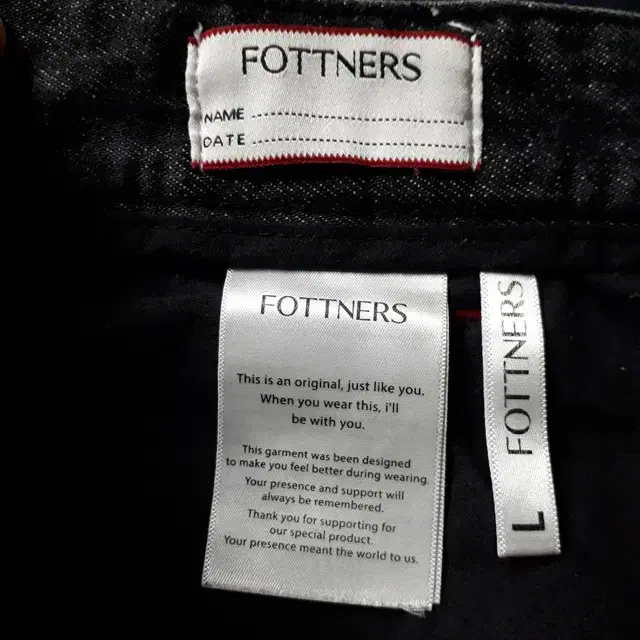 FOTTNERS
NAME
DATE
FOTTNERS
This is an original, just like you.
When you wear this, i'll
be with you.
This garment was been designed
to make you feel better during wearing.
Your presence and support will
always be remembered.
Thank you for supporting for
our special product.
Your presence meant the world to us.
FOTTNERS
L